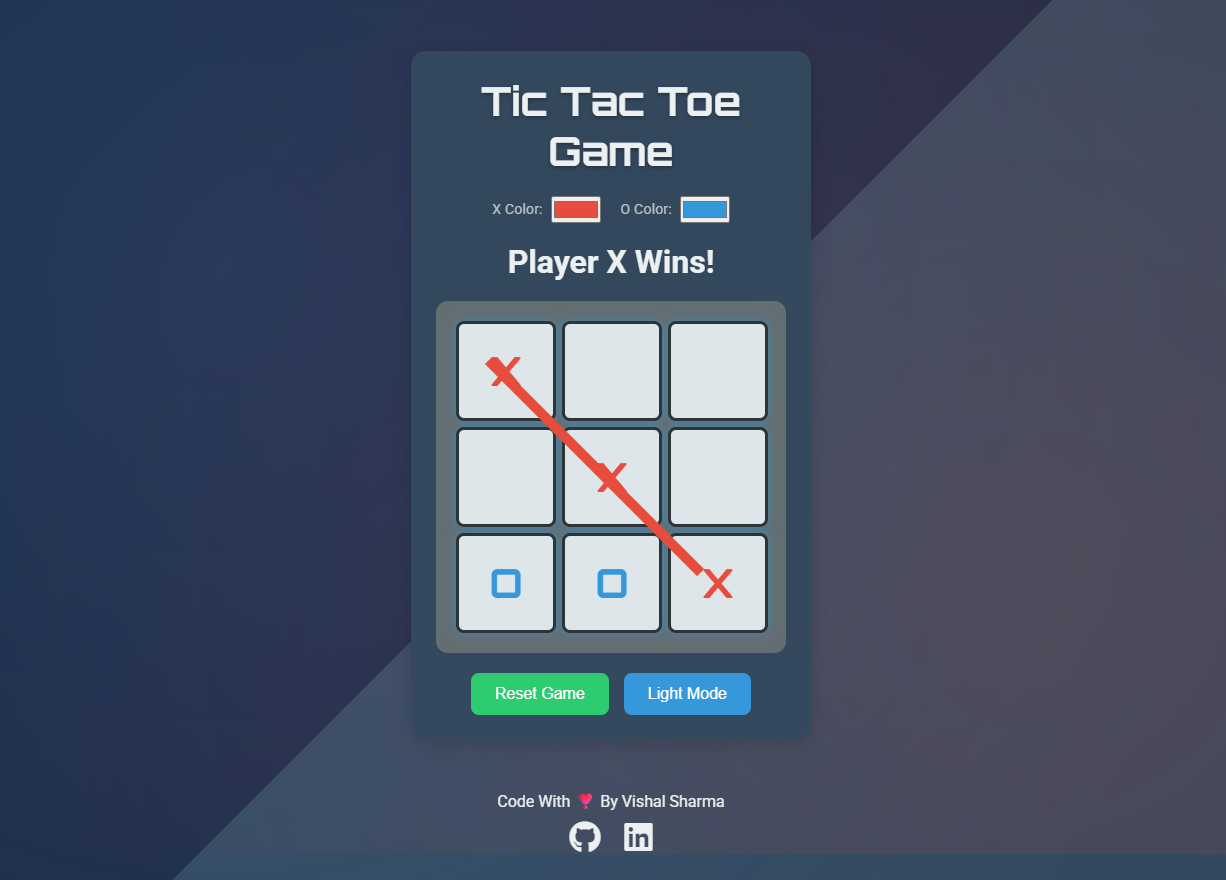 Tic Tac Toe
Game
X Color:
O Color:
Player X Wins!
X
X
O O X
Reset Game
Light Mode
Code With ❣️ By Vishal Sharma
in